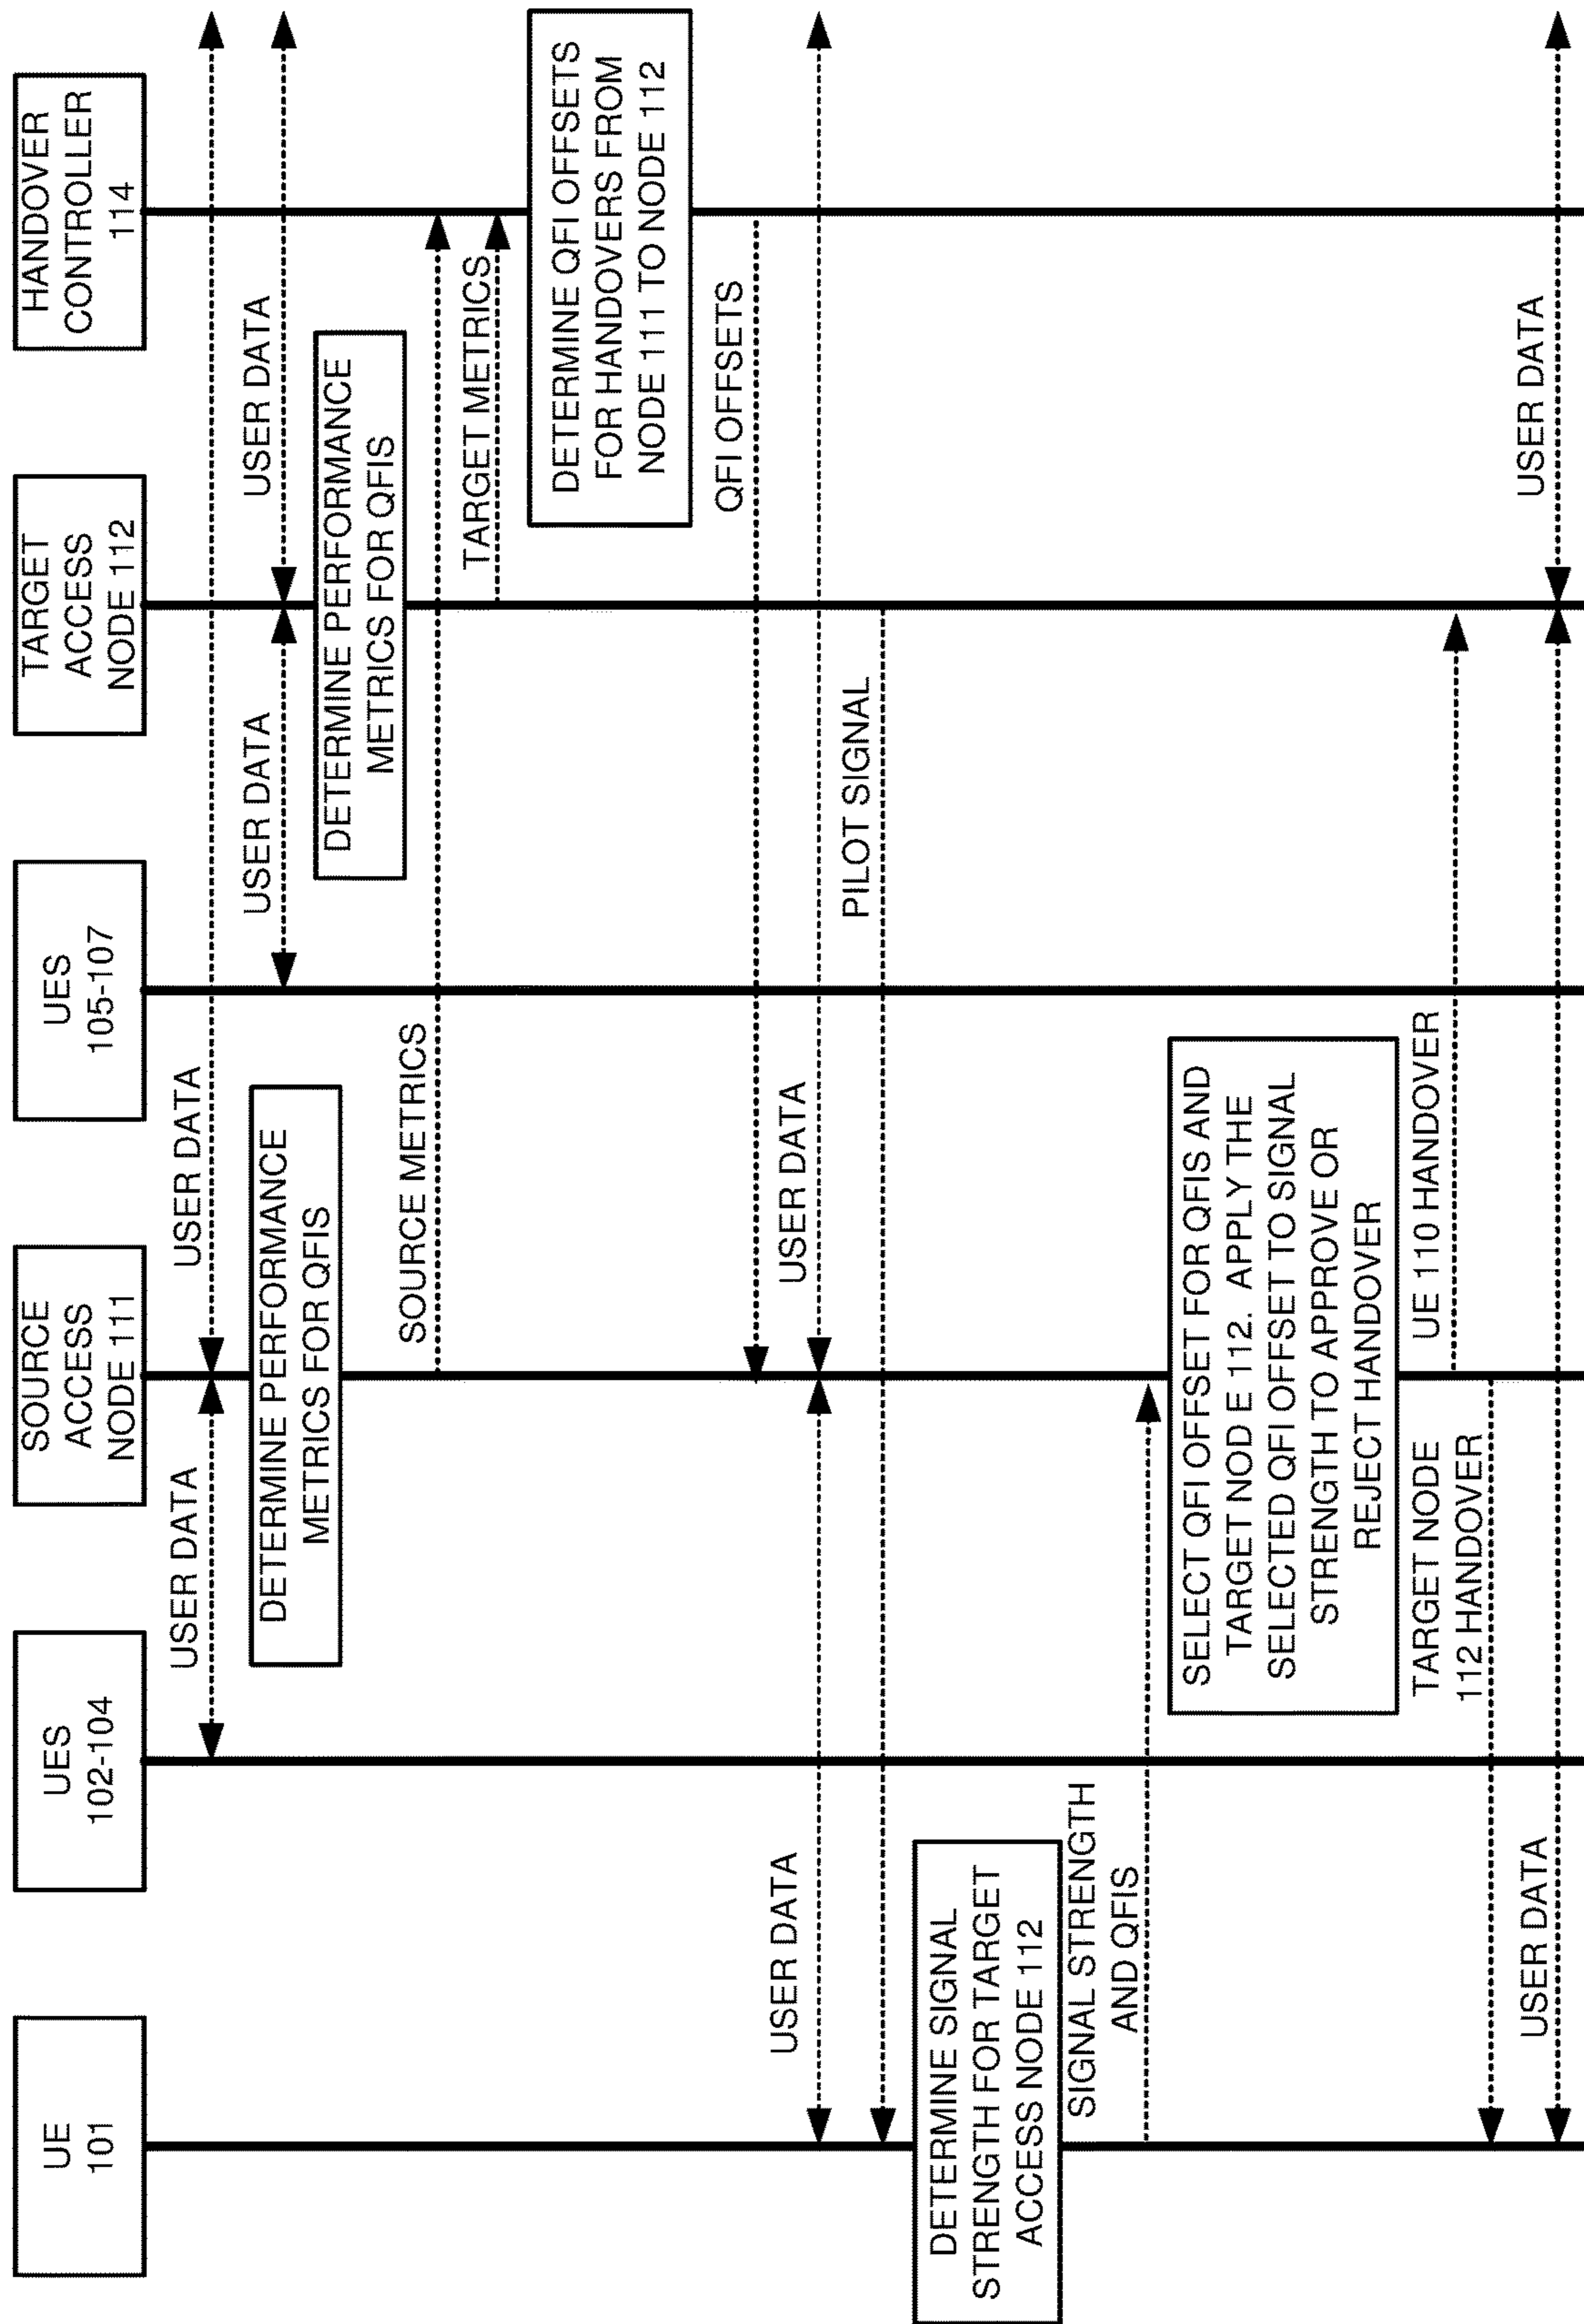 UE
101
UES
102-104
SOURCE
ACCESS
NODE 111
UES
105-107
TARGET
ACCESS
NODE 112
HANDOVER
CONTROLLER
114
USER DATA
USER DATA
DETERMINE PERFORMANCE
METRICS FOR QFIS
USER DATA
USER DATA
DETERMINE PERFORMANCE
METRICS FOR QFIS
SOURCE METRICS
TARGET METRICS
DETERMINE QFI OFFSETS
FOR HANDOVERS FROM
NODE 111 TO NODE 112
QFI OFFSETS
USER DATA
USER DATA
PILOT SIGNAL
DETERMINE SIGNAL
STRENGTH FOR TARGET
ACCESS NODE 112
SIGNAL STRENGTH
AND QFIS
SELECT QFI OFFSET FOR QFIS AND
TARGET NOD E 112. APPLY THE
SELECTED QFI OFFSET TO SIGNAL
STRENGTH TO APPROVE OR
REJECT HANDOVER
UE 110 HANDOVER
TARGET NODE
112 HANDOVER
USER DATA
USER DATA